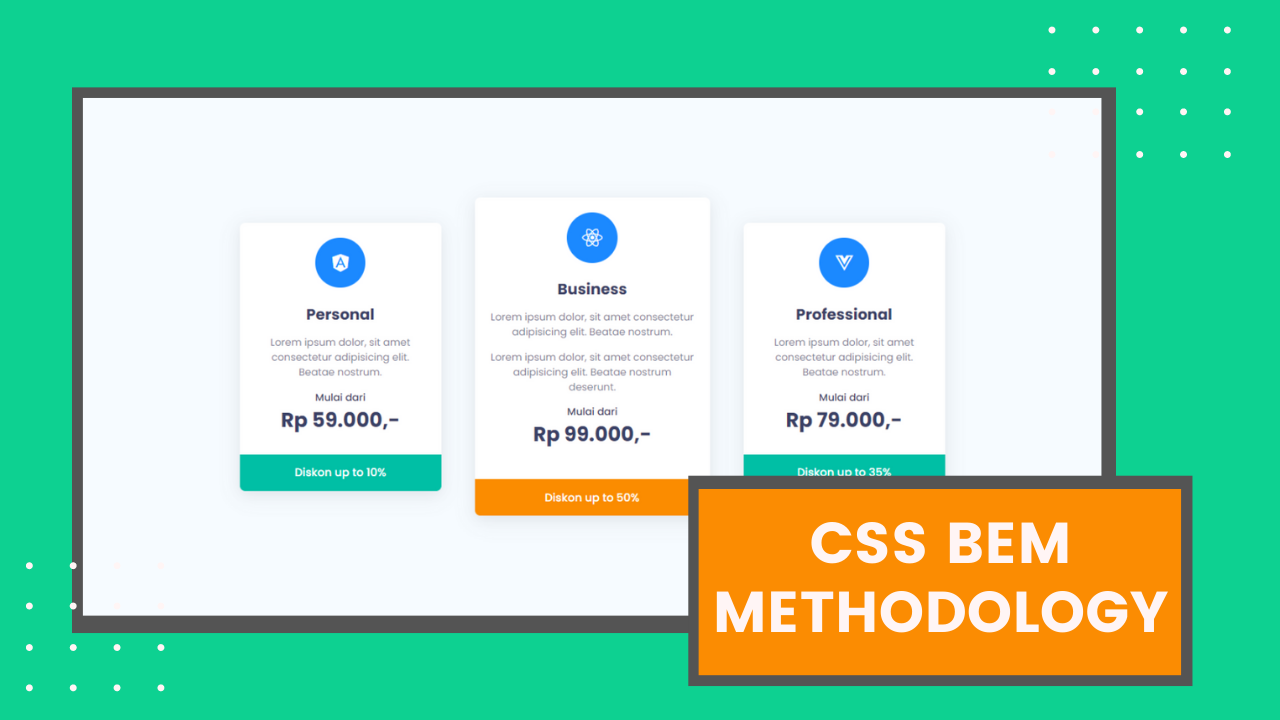 Personal
Lorem ipsum dolor, sit amet
consectetur adipisicing elit.
Beatae nostrum.
Mulai dari
Rp 59.000,-
Diskon up to 10%
Business
Lorem ipsum dolor, sit amet consectetur
adipisicing elit. Beatae nostrum.
Lorem ipsum dolor, sit amet consectetur
adipisicing elit. Beatae nostrum
deserunt.
Mulai dari
Rp 99.000,-
Diskon up to 50%
Professional
Lorem ipsum dolor, sit amet
consectetur adipisicing elit.
Beatae nostrum.
Mulai dari
Rp 79.000,-
Diskon up to 35%
CSS BEM
METHODOLOGY